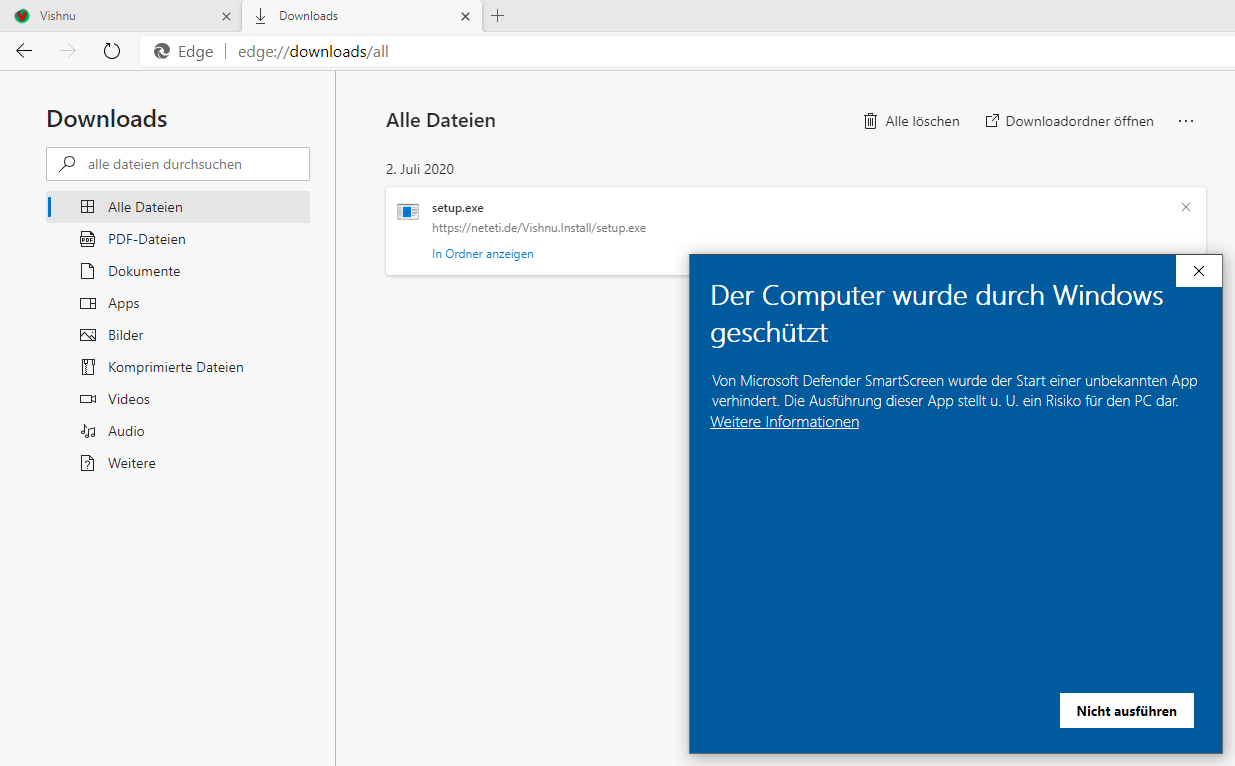 Vishnu
Downloads
Edge
edge://downloads/all
Downloads
alle dateien durchsuchen
Alle Dateien
PDF-Dateien
Dokumente
Apps
Bilder
Komprimierte Dateien
Videos
Audio
Weitere
Alle Dateien
Alle löschen
Downloadordner öffnen
2. Juli 2020
setup.exe
https://neteti.de/Vishnu.Install/setup.exe
In Ordner anzeigen
Der Computer wurde durch Windows
geschützt
Von Microsoft Defender SmartScreen wurde der Start einer unbekannten App
verhindert. Die Ausführung dieser App stellt u. U. ein Risiko für den PC dar.
Weitere Informationen
Nicht ausführen